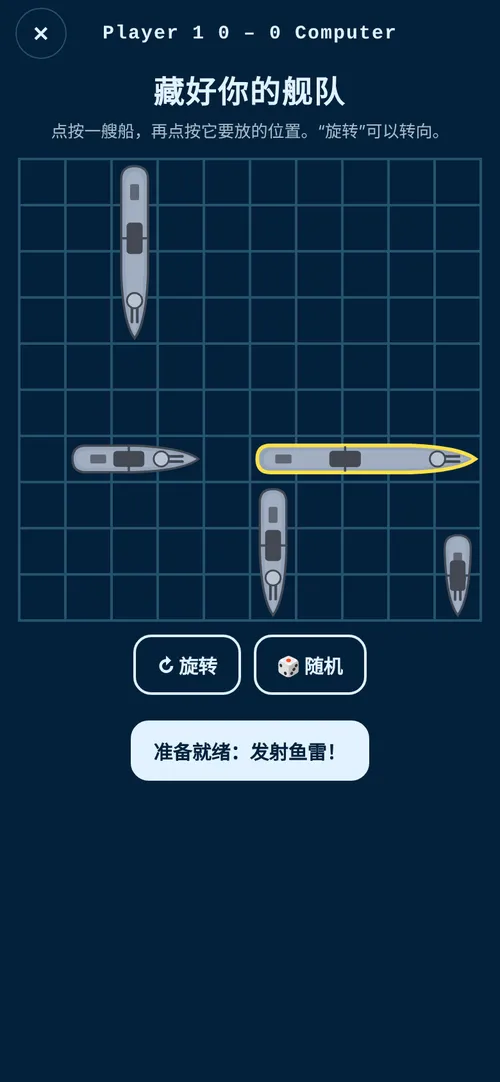 Player 1 0 – 0 Computer
藏好你的舰队
点按一艘船，再点按它要放的位置。“旋转”可以转向。
↻ 旋转
🎲 随机
准备就绪：发射鱼雷！